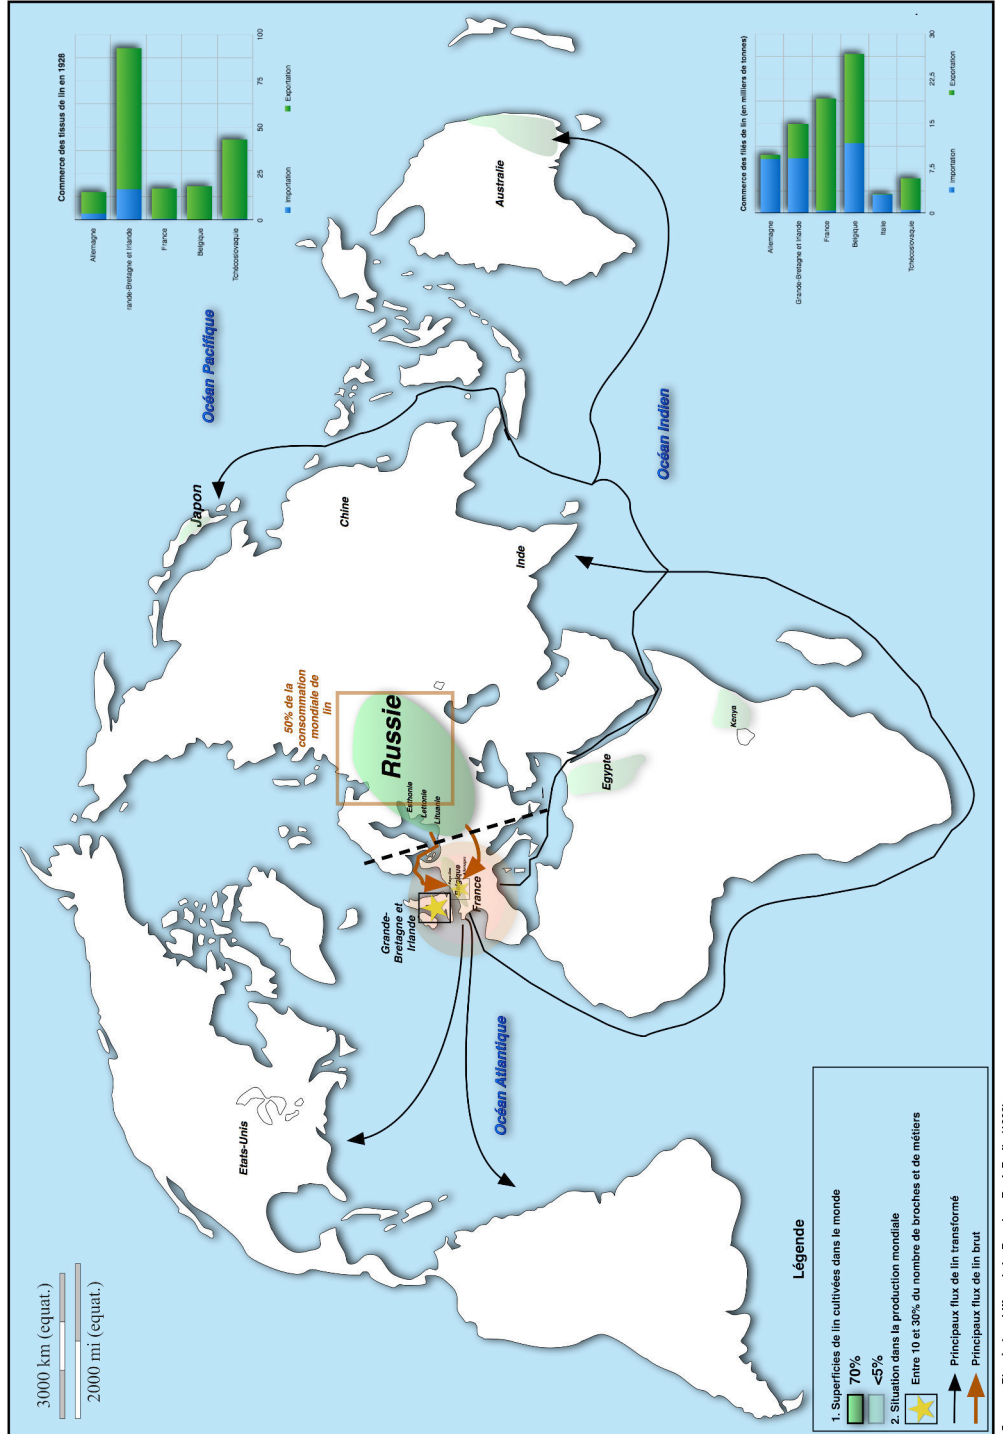 3000 km (equat.)
2000 mi (equat.)
Etats-Unis
Océan Atlantique
Grande-
Bretagne et
Irlande
France
50% de la
consommation
mondiale de
lin
Russie
Esthonie
Lettonie
Lituanie
Egypte
Kenya
Inde
Chine
Japon
Océan Pacifique
Océan Indien
Australie
Commerce des tissus de lin en 1928
Allemagne
rande-Bretagne et Irlande
France
Belgique
Tchécoslovaquie
0
25
50
75
100
Importation
Exportation
Commerce des filés de lin (en milliers de tonnes)
Allemagne
Grande-Bretagne et Irlande
France
Belgique
Italie
Tchécoslovaquie
0
7,5
15
22,5
30
Importation
Exportation
Légende
1. Superficies de lin cultivées dans le monde
70%
<5%
2. Situation dans la production mondiale
Entre 10 et 30% du nombre de broches et de métiers
Principaux flux de lin transformé
Principaux flux de lin brut